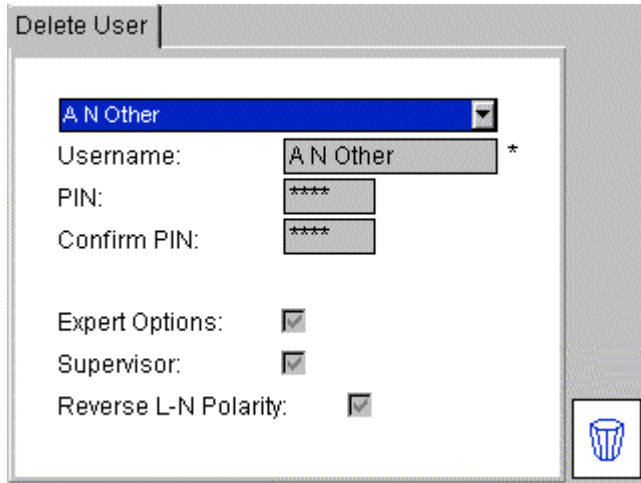 Delete User
A N Other
Username: A N Other *
PIN: ****
Confirm PIN: ****
Expert Options:
Supervisor:
Reverse L-N Polarity: